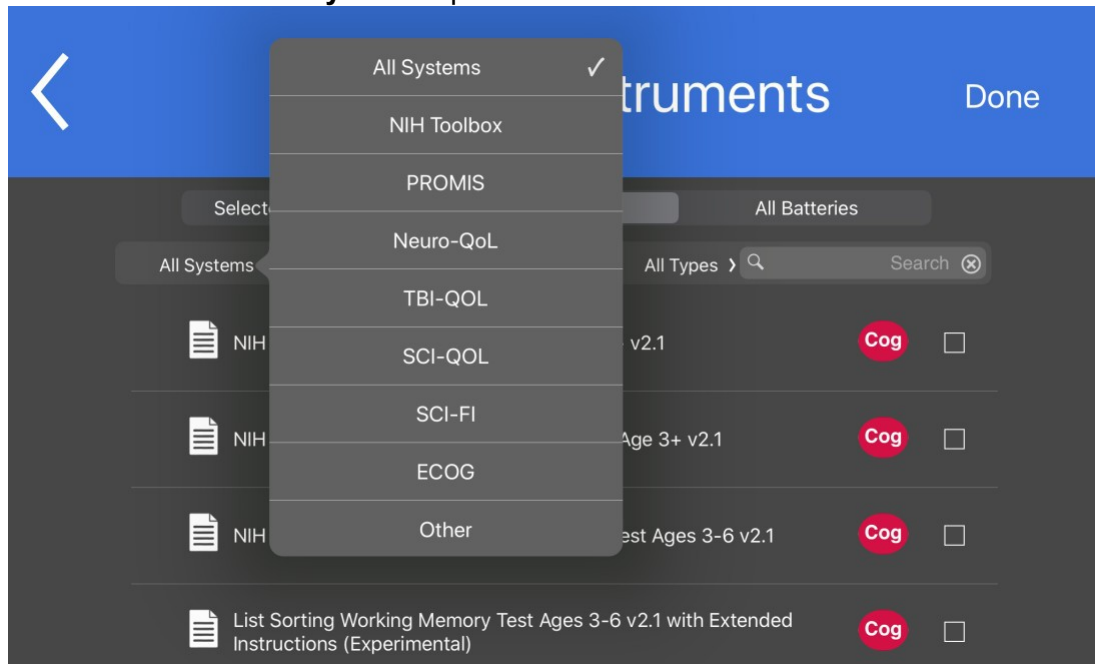 All Systems ✓
NIH Toolbox
PROMIS
Neuro-QoL
TBI-QOL
SCI-QOL
SCI-FI
ECOG
Other
truments
Done
Select
All Batteries
All Systems
All Types
Search
NIH v2.1
Cog
NIH Age 3+ v2.1
Cog
NIH est Ages 3-6 v2.1
Cog
List Sorting Working Memory Test Ages 3-6 v2.1 with Extended
Instructions (Experimental)
Cog